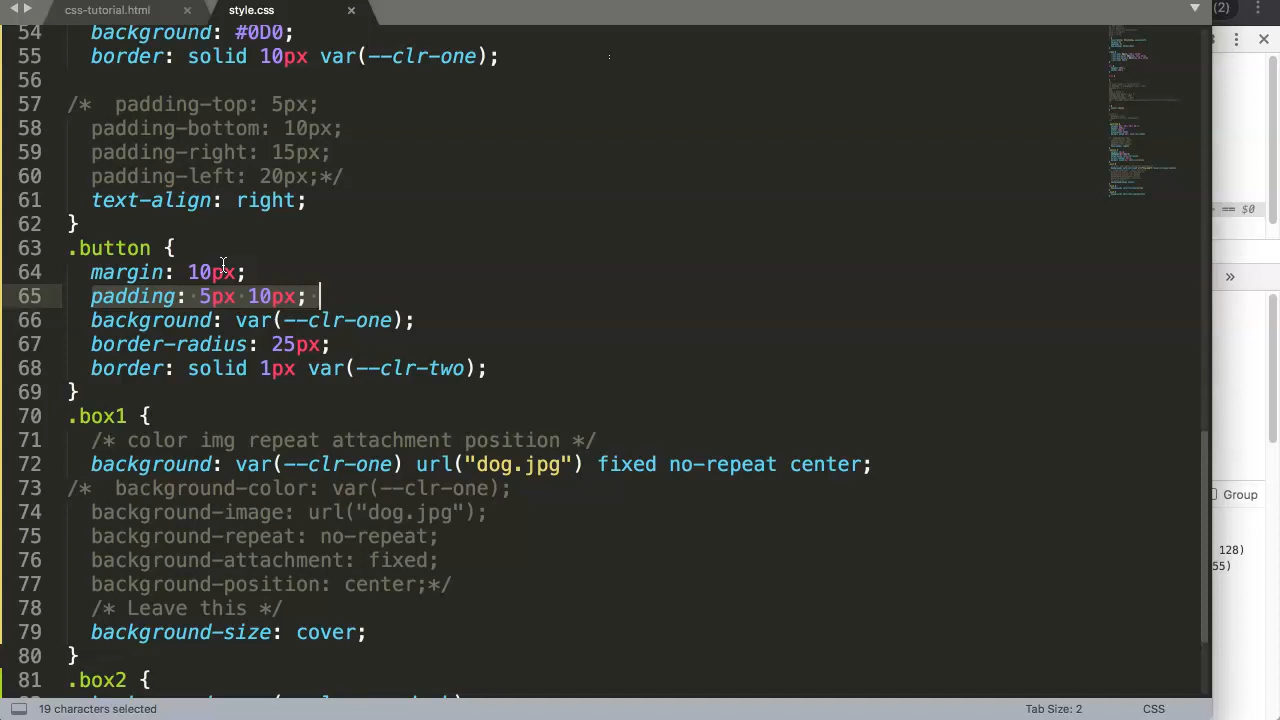 css-tutorial.html × style.css ×
(2)
54 background: #0D0;
55 border: solid 10px var(--clr-one);
56
57 /* padding-top: 5px;
58 padding-bottom: 10px;
59 padding-right: 15px;
60 padding-left: 20px;*/
61 text-align: right;
62 }
63 .button {
64 margin: 10px;
65 padding: 5px 10px;
66 background: var(--clr-one);
67 border-radius: 25px;
68 border: solid 1px var(--clr-two);
69 }
70 .box1 {
71 /* color img repeat attachment position */
72 background: var(--clr-one) url("dog.jpg") fixed no-repeat center;
73 /* background-color: var(--clr-one);
74 background-image: url("dog.jpg");
75 background-repeat: no-repeat;
76 background-attachment: fixed;
77 background-position: center;*/
78 /* Leave this */
79 background-size: cover;
80 }
81 .box2 {
== $0
»
Group
128)
55)
19 characters selected Tab Size: 2 CSS